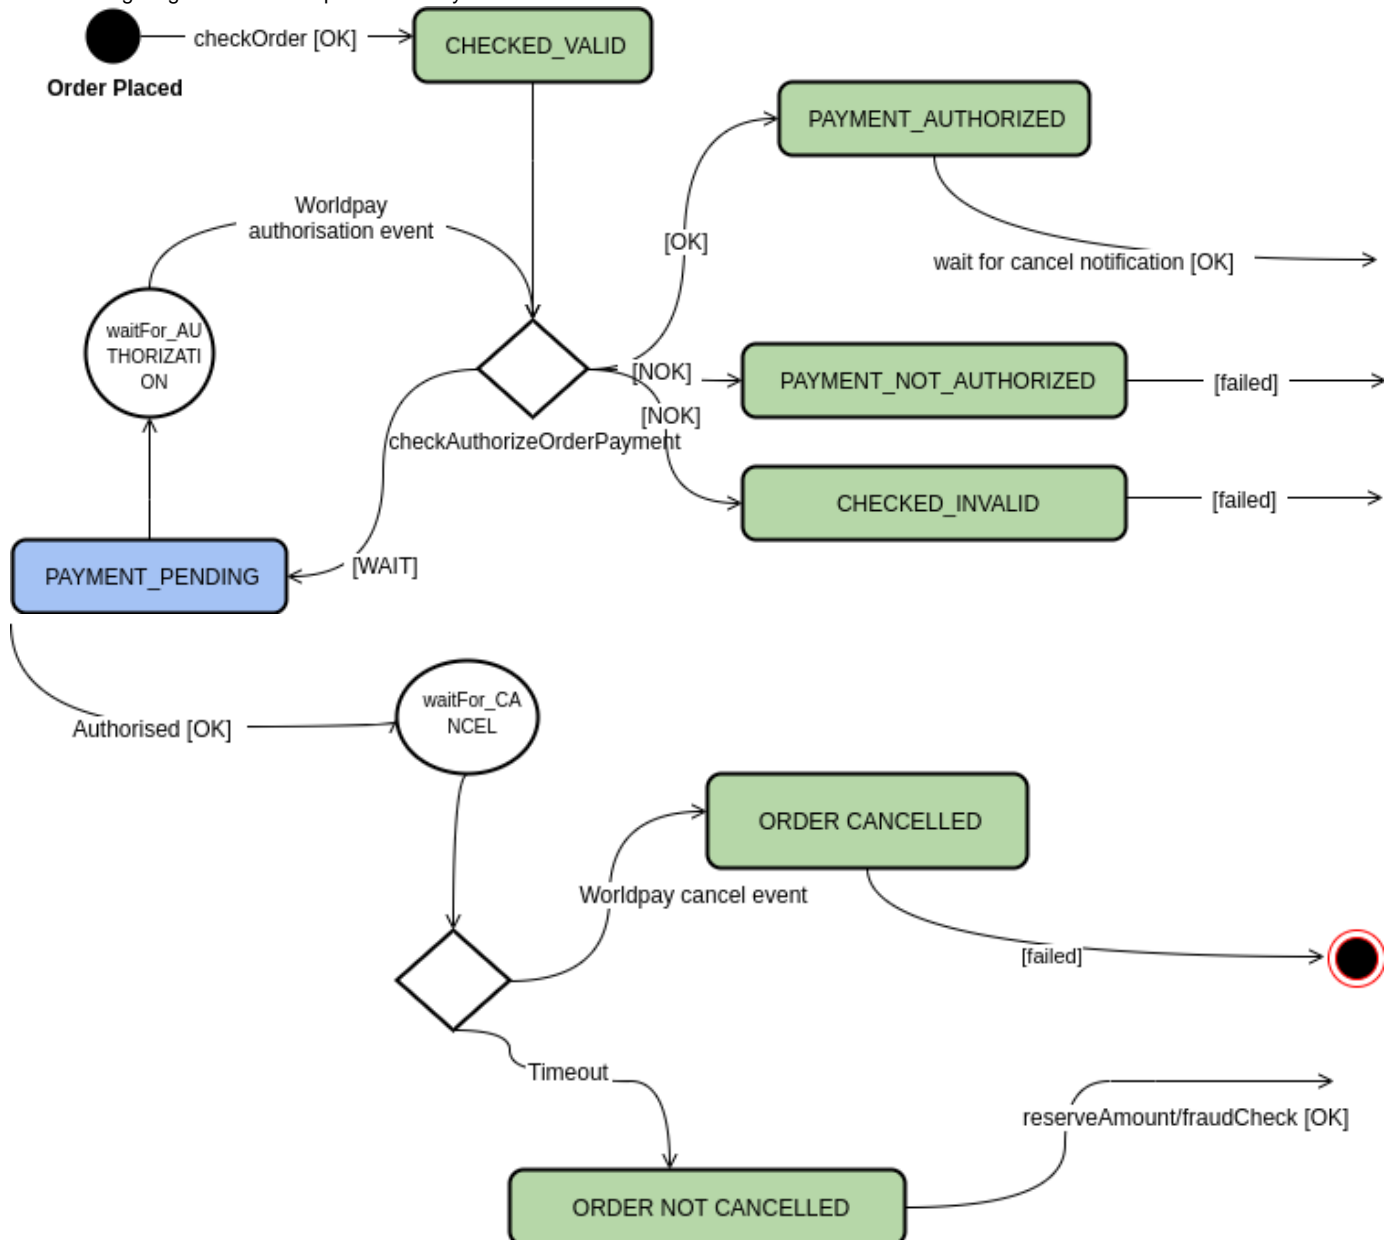 checkOrder [OK]
CHECKED_VALID
Order Placed
PAYMENT_AUTHORIZED
Worldpay
authorisation event
[OK]
wait for cancel notification [OK]
waitFor_AU
THORIZATI
ON
[NOK]
PAYMENT_NOT_AUTHORIZED
[failed]
[NOK]
checkAuthorizeOrderPayment
CHECKED_INVALID
[failed]
[WAIT]
PAYMENT_PENDING
Authorised [OK]
waitFor_CA
NCEL
ORDER CANCELLED
Worldpay cancel event
[failed]
Timeout
reserveAmount/fraudCheck [OK]
ORDER NOT CANCELLED